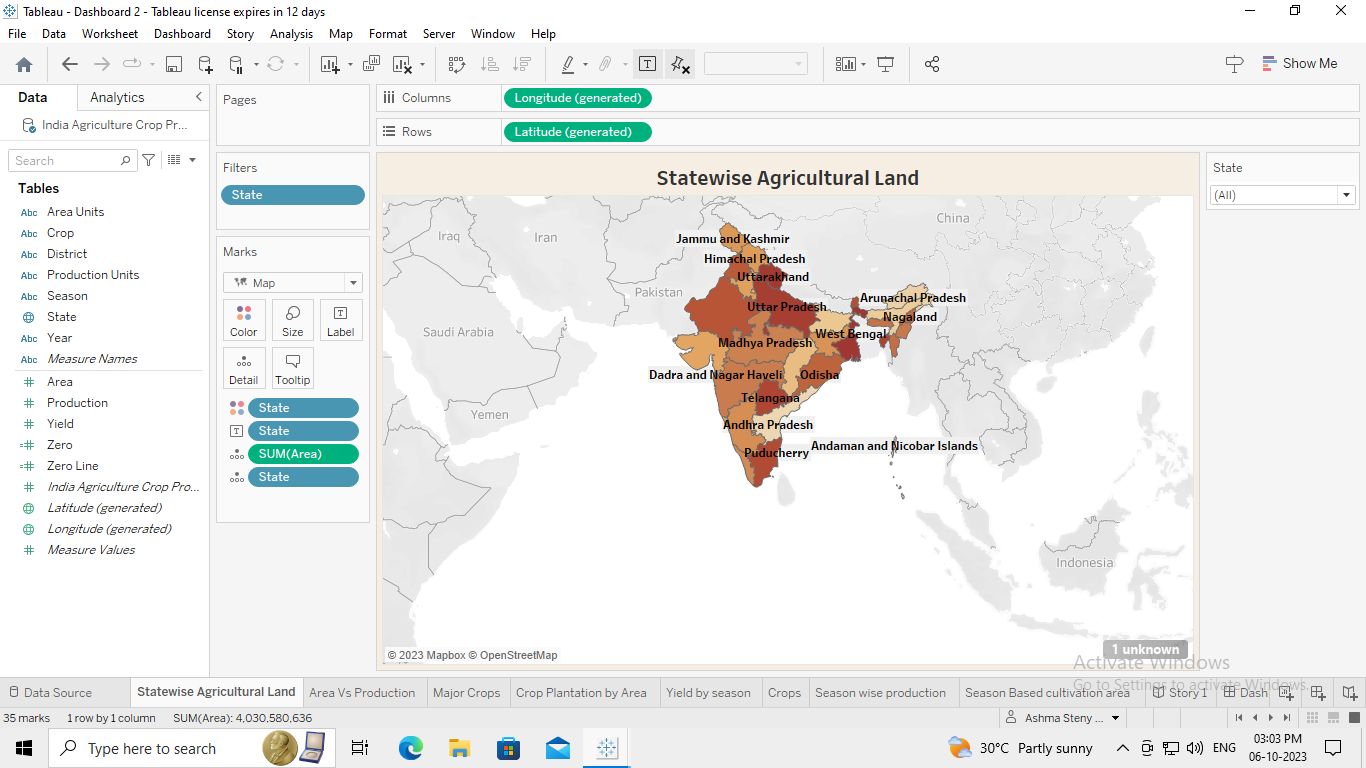 Tableau - Dashboard 2 - Tableau license expires in 12 days
File Data Worksheet Dashboard Story Analysis Map Format Server Window Help
Show Me
Data Analytics
India Agriculture Crop Pr...
Search
Tables
Abc Area Units
Abc Crop
Abc District
Abc Production Units
Abc Season
State
Abc Year
Abc Measure Names
Area
Production
Yield
Zero
Zero Line
India Agriculture Crop Pro...
Latitude (generated)
Longitude (generated)
Measure Values
Pages
Filters
State
Marks
Map
Color Size Label
Detail Tooltip
State
State
SUM(Area)
State
Columns Longitude (generated)
Rows Latitude (generated)
Statewise Agricultural Land
China
Iraq
Iran
Jammu and Kashmir
Himachal Pradesh
Uttarakhand
Pakistan
Arunachal Pradesh
Uttar Pradesh
Nagaland
Saudi Arabia
West Bengal
Madhya Pradesh
Dadra and Nagar Haveli
Odisha
Telangana
Yemen
Andhra Pradesh
Andaman and Nicobar Islands
Puducherry
Indonesia
1 unknown
© 2023 Mapbox © OpenStreetMap
State
(All)
Activate Windows
Go to Settings to activate Windows.
Data Source Statewise Agricultural Land Area Vs Production Major Crops Crop Plantation by Area Yield by season Crops Season wise production Season Based cultivation area Story 1 Dash
35 marks 1 row by 1 column SUM(Area): 4,030,580,636 Ashma Steny ...
Type here to search
30°C Partly sunny
ENG
03:03 PM
06-10-2023